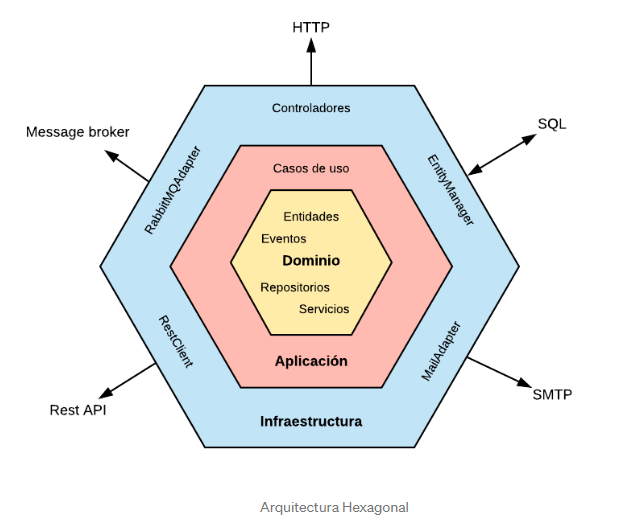 HTTP
Controladores
Message broker
SQL
RabbitMQAdapter
EntityManager
Casos de uso
Entidades
Eventos
Dominio
Repositorios
Servicios
RestClient
MailAdapter
Aplicación
Rest API
SMTP
Infraestructura
Arquitectura Hexagonal